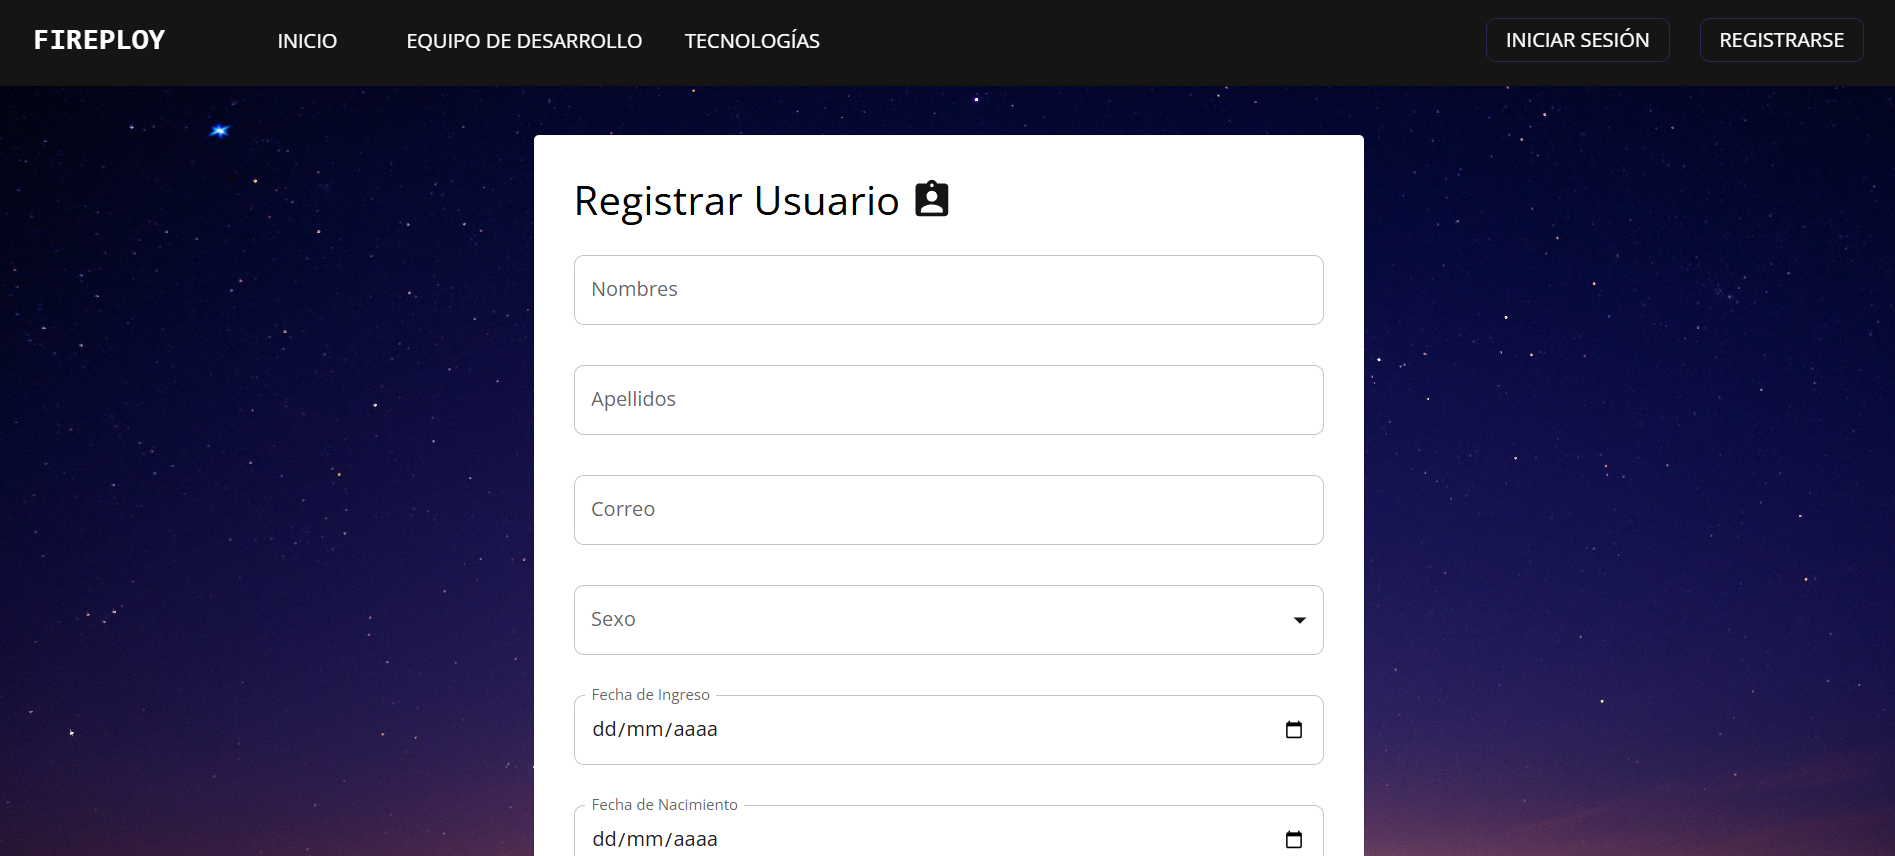 FIREPLOY INICIO EQUIPO DE DESARROLLO TECNOLOGÍAS INICIAR SESIÓN REGISTRARSE
Registrar Usuario
Nombres
Apellidos
Correo
Sexo
Fecha de Ingreso
dd/mm/aaaa
Fecha de Nacimiento
dd/mm/aaaa